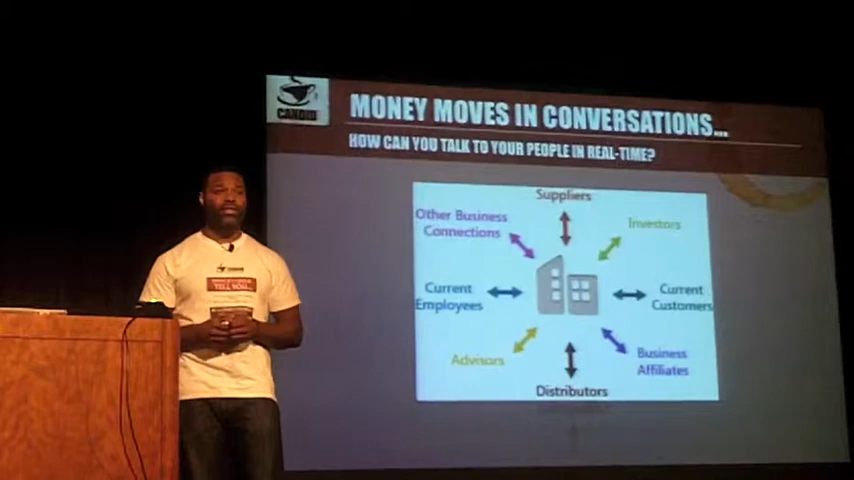 CANDID
MONEY MOVES IN CONVERSATIONS...
HOW CAN YOU TALK TO YOUR PEOPLE IN REAL-TIME?
Suppliers
Other Business
Connections
Investors
Current
Employees
Current
Customers
Advisors
Business
Affiliates
Distributors